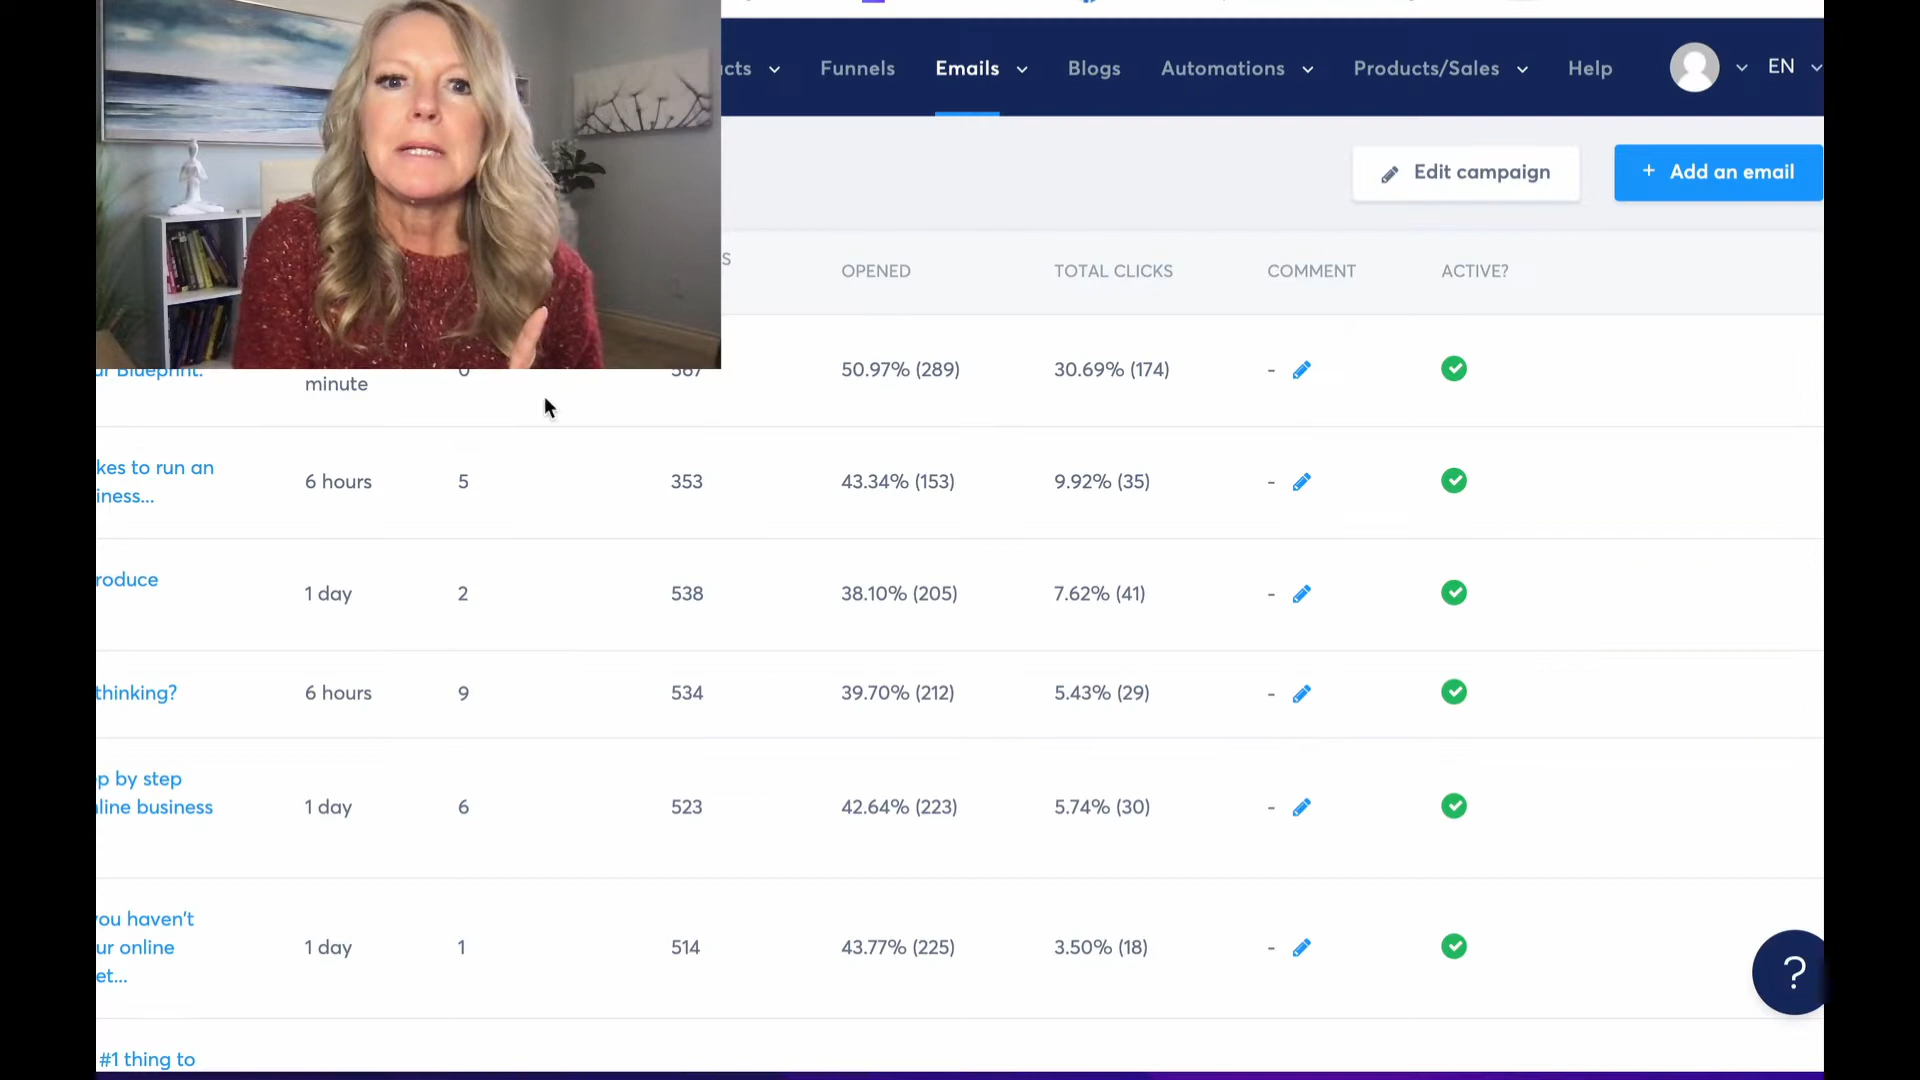 Funnels Emails Blogs Automations Products/Sales Help EN
Edit campaign + Add an email
OPENED TOTAL CLICKS COMMENT ACTIVE?
50.97% (289) 30.69% (174) -
minute
kes to run an
iness...
6 hours 5 353 43.34% (153) 9.92% (35) -
roduce
1 day 2 538 38.10% (205) 7.62% (41) -
thinking? 6 hours 9 534 39.70% (212) 5.43% (29) -
p by step
line business
1 day 6 523 42.64% (223) 5.74% (30) -
you haven't
ur online
et...
1 day 1 514 43.77% (225) 3.50% (18) -
?
#1 thing to